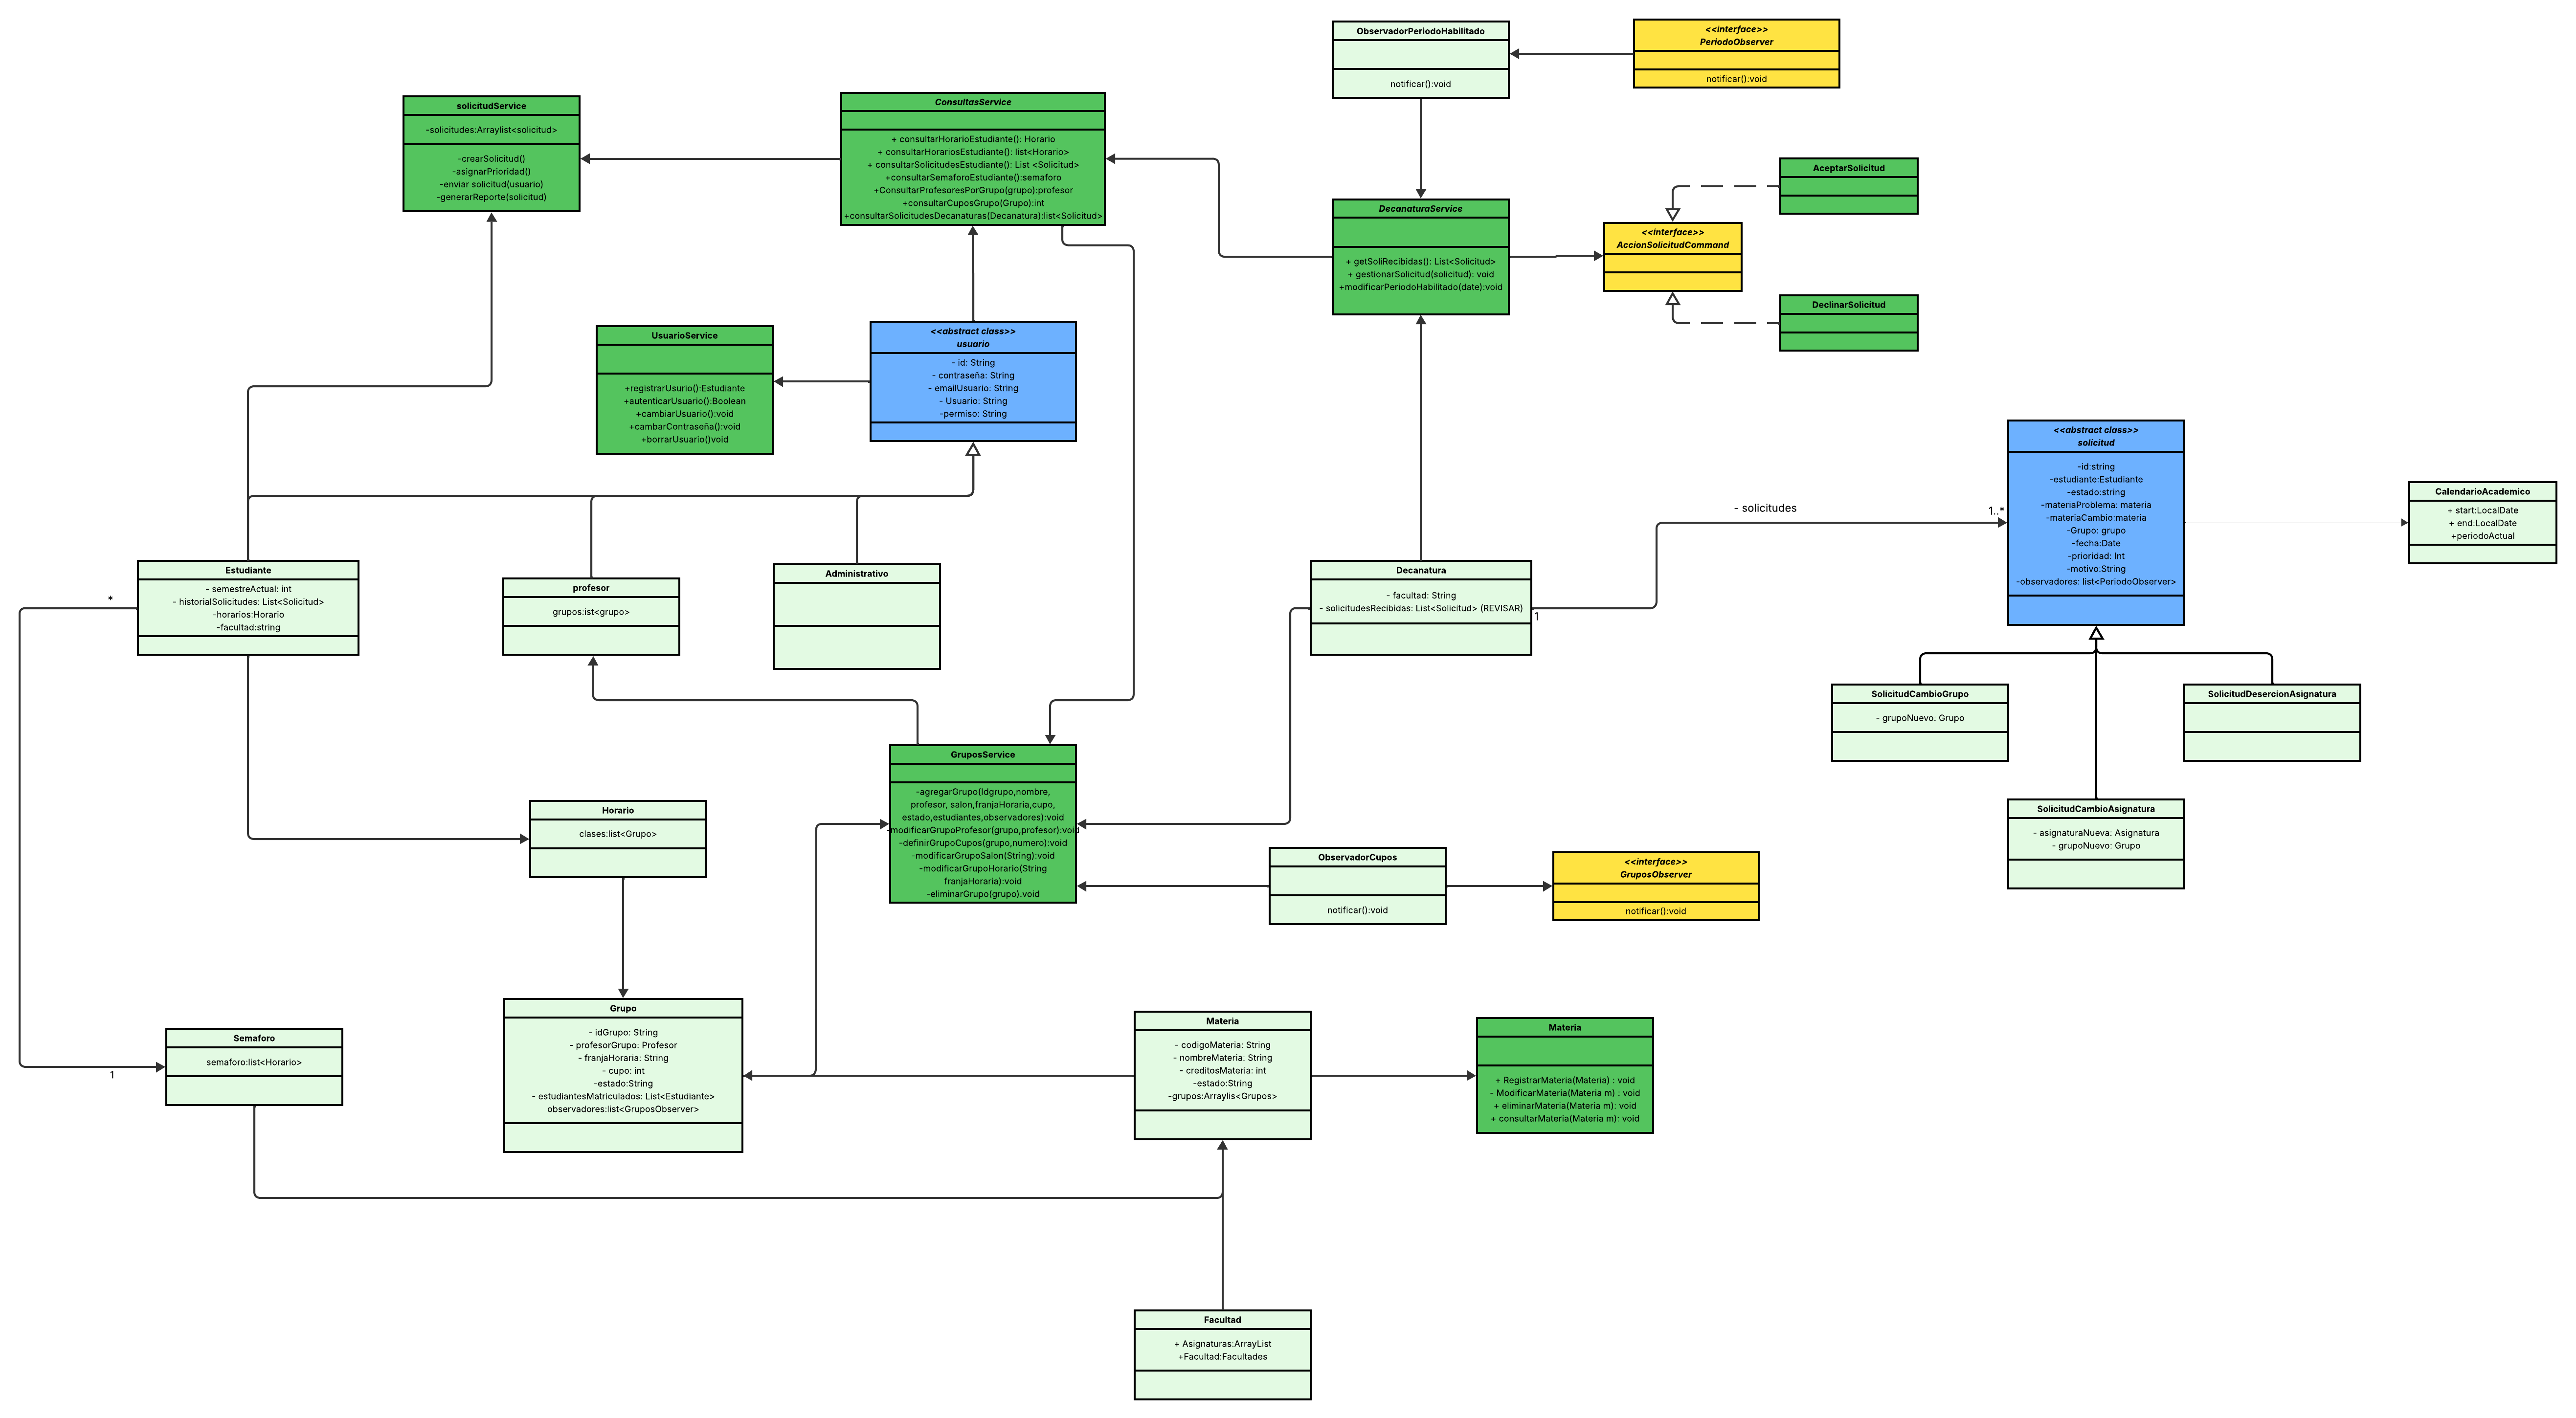 ObservadorPeriodoHabilitado
notificar():void
<<interface>>
PeriodoObserver
notificar():void
solicitudService
-solicitudes:Arraylist<solicitud>
-crearSolicitud()
-asignarPrioridad()
-enviar solicitud(usuario)
-generarReporte(solicitud)
ConsultasService
+ consultarHorarioEstudiante(): Horario
+ consultarHorariosEstudiante(): list<Horario>
+ consultarSolicitudesEstudiante(): List <Solicitud>
+consultarSemaforoEstudiante():semaforo
+ConsultarProfesoresPorGrupo(grupo):profesor
+consultarCuposGrupo(Grupo):int
+consultarSolicitudesDecanaturas(Decanatura):list<Solicitud>
DecanaturaService
+ getSoliRecibidas(): List<Solicitud>
+ gestionarSolicitud(solicitud): void
+modificarPeriodoHabilitado(date):void
AceptarSolicitud
<<interface>>
AccionSolicitudCommand
DeclinarSolicitud
UsuarioService
+registrarUsurio():Estudiante
+autenticarUsuario():Boolean
+cambiarUsuario():void
+cambarContraseña():void
+borrarUsuario()void
<<abstract class>>
usuario
- id: String
- contraseña: String
- emailUsuario: String
- Usuario: String
-permiso: String
<<abstract class>>
solicitud
-id:string
-estudiante:Estudiante
-estado:string
-materiaProblema: materia
-materiaCambio:materia
-Grupo: grupo
-fecha:Date
-prioridad: Int
-motivo:String
-observadores: list<PeriodoObserver>
CalendarioAcademico
+ start:LocalDate
+ end:LocalDate
+periodoActual
- solicitudes
1..*
1
Estudiante
- semestreActual: int
- historialSolicitudes: List<Solicitud>
-horarios:Horario
-facultad:string
*
profesor
grupos:ist<grupo>
Administrativo
Decanatura
- facultad: String
- solicitudesRecibidas: List<Solicitud> (REVISAR)
SolicitudCambioGrupo
- grupoNuevo: Grupo
SolicitudDesercionAsignatura
SolicitudCambioAsignatura
- asignaturaNueva: Asignatura
- grupoNuevo: Grupo
GruposService
-agregarGrupo(Idgrupo,nombre,
profesor, salon,franjaHoraria,cupo,
estado,estudiantes,observadores):void
-modificarGrupoProfesor(grupo,profesor):void
-definirGrupoCupos(grupo,numero):void
-modificarGrupoSalon(String):void
-modificarGrupoHorario(String
franjaHoraria):void
-eliminarGrupo(grupo).void
Horario
clases:list<Grupo>
ObservadorCupos
notificar():void
<<interface>>
GruposObserver
notificar():void
Semaforo
semaforo:list<Horario>
1
Grupo
- idGrupo: String
- profesorGrupo: Profesor
- franjaHoraria: String
- cupo: int
-estado:String
- estudiantesMatriculados: List<Estudiante>
observadores:list<GruposObserver>
Materia
- codigoMateria: String
- nombreMateria: String
- creditosMateria: int
-estado:String
-grupos:Arraylis<Grupos>
Materia
+ RegistrarMateria(Materia) : void
- ModificarMateria(Materia m) : void
+ eliminarMateria(Materia m): void
+ consultarMateria(Materia m): void
Facultad
+ Asignaturas:ArrayList
+Facultad:Facultades